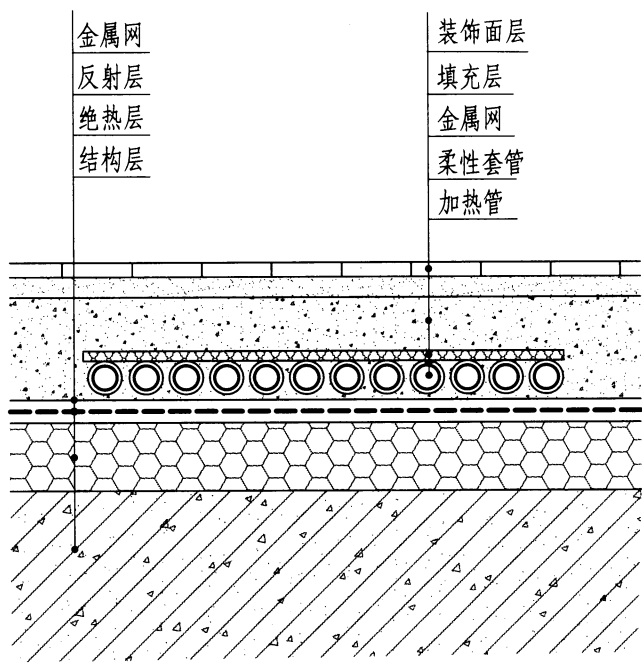 金属网
反射层
绝热层
结构层
装饰面层
填充层
金属网
柔性套管
加热管